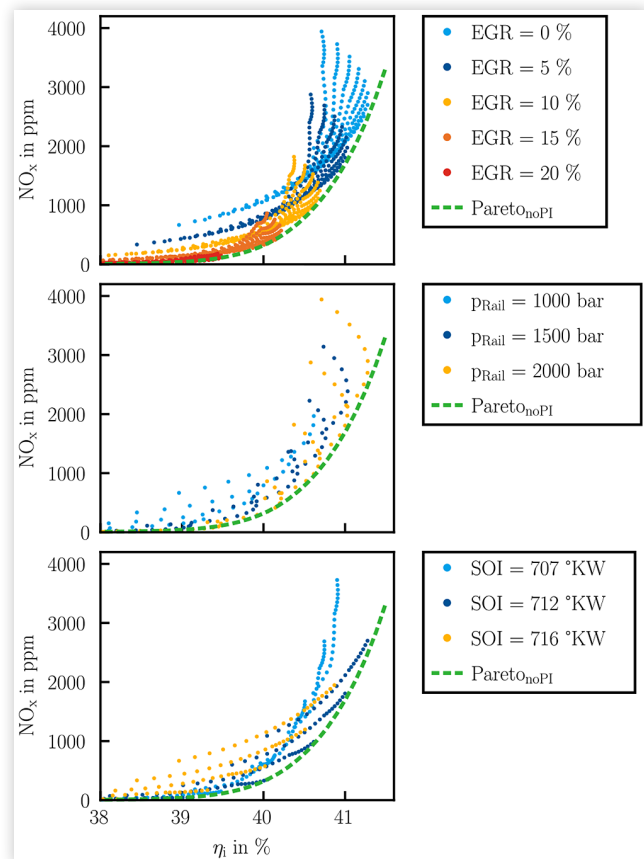 4000
3000
2000
1000
0
NOx in ppm
EGR = 0 %
EGR = 5 %
EGR = 10 %
EGR = 15 %
EGR = 20 %
ParetonoPI
4000
3000
2000
1000
0
NOx in ppm
pRail = 1000 bar
pRail = 1500 bar
pRail = 2000 bar
ParetonoPI
4000
3000
2000
1000
0
NOx in ppm
38 39 40 41
ηi in %
SOI = 707 °KW
SOI = 712 °KW
SOI = 716 °KW
ParetonoPI